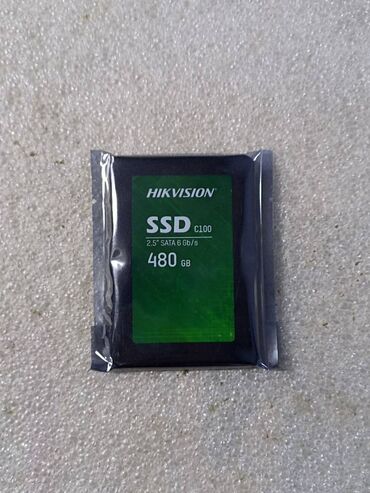 HIKVISION
SSD C100
2.5" SATA 6 Gb/s
480 GB